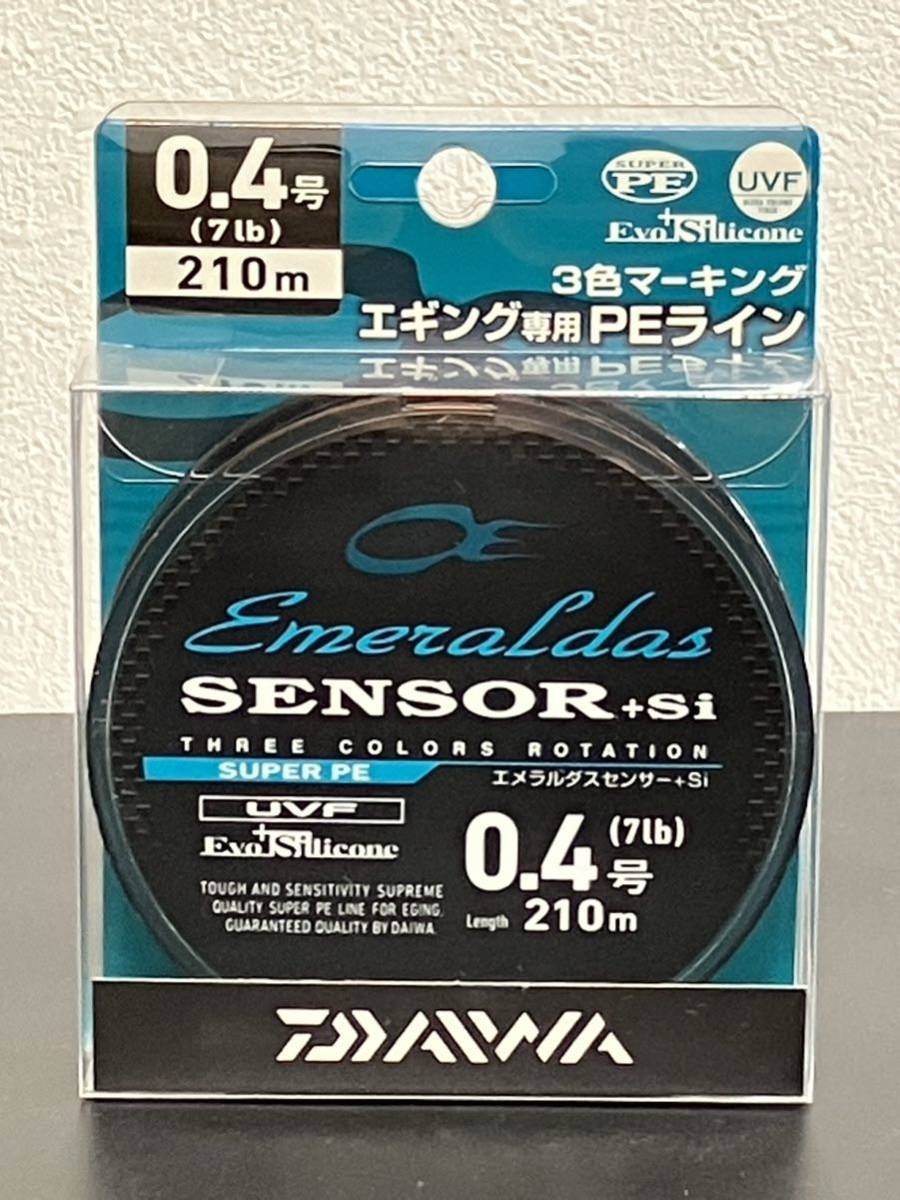 0.4号
(7lb)
210m
SUPER
PE
UVF
Evo+Silicone
3色マーキング
エギング専用PEライン
Emeraldas
SENSOR+Si
THREE COLORS ROTATION
SUPER PE
エメラルダスセンサー+Si
UVF
Evo+Silicone
0.4号
(7lb)
TOUGH AND SENSITIVITY SUPREME
QUALITY SUPER PE LINE FOR EGING.
GUARANTEED QUALITY BY DAIWA.
Length 210m
DAIWA